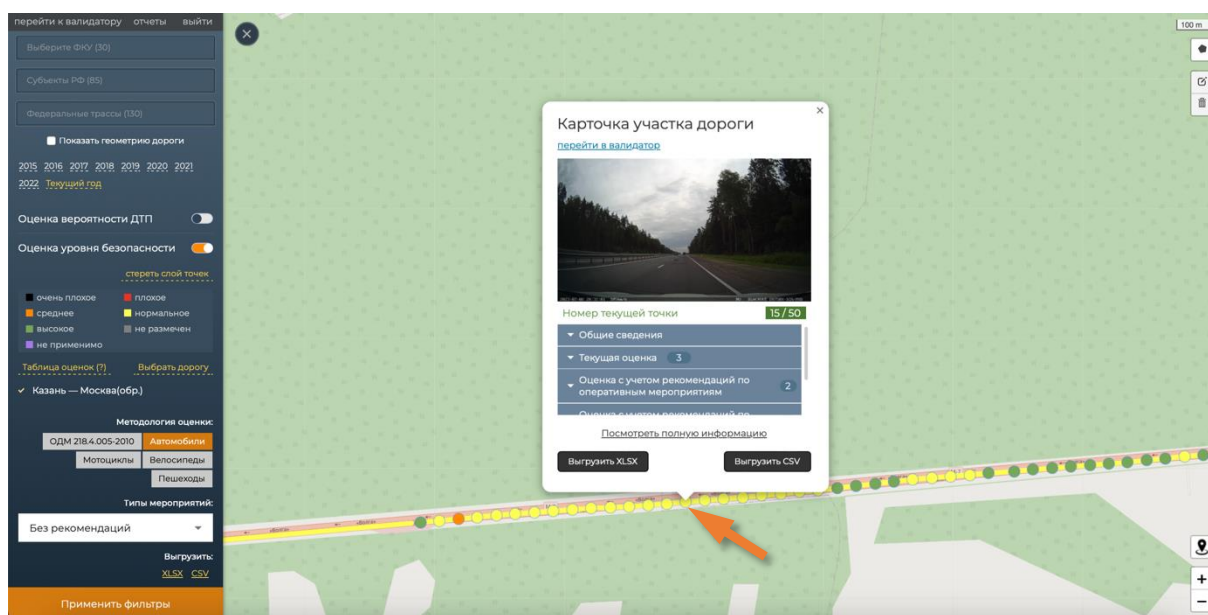 перейти к валидатору отчеты выйти
Выберите ФКУ (30)
Субъекты РФ (85)
Федеральные трассы (130)
Показать геометрию дороги
2015 2016 2017 2018 2019 2020 2021
2022 Текущий год
Оценка вероятности ДТП
Оценка уровня безопасности
стереть слой точек
очень плохое плохое
среднее нормальное
высокое не размечен
не применимо
Таблица оценок (?) Выбрать дорогу
Казань — Москва(обр.)
Методология оценки:
ОДМ 218.4.005-2010 Автомобили
Мотоциклы Велосипеды
Пешеходы
Типы мероприятий:
Без рекомендаций
Выгрузить:
XLSX CSV
Применить фильтры
100 m
Карточка участка дороги
перейти в валидатор
Номер текущей точки 15 / 50
Общие сведения
Текущая оценка 3
Оценка с учетом рекомендаций по
оперативным мероприятиям 2
Оценка с учетом рекомендаций по
Посмотреть полную информацию
Выгрузить XLSX Выгрузить CSV
+
−